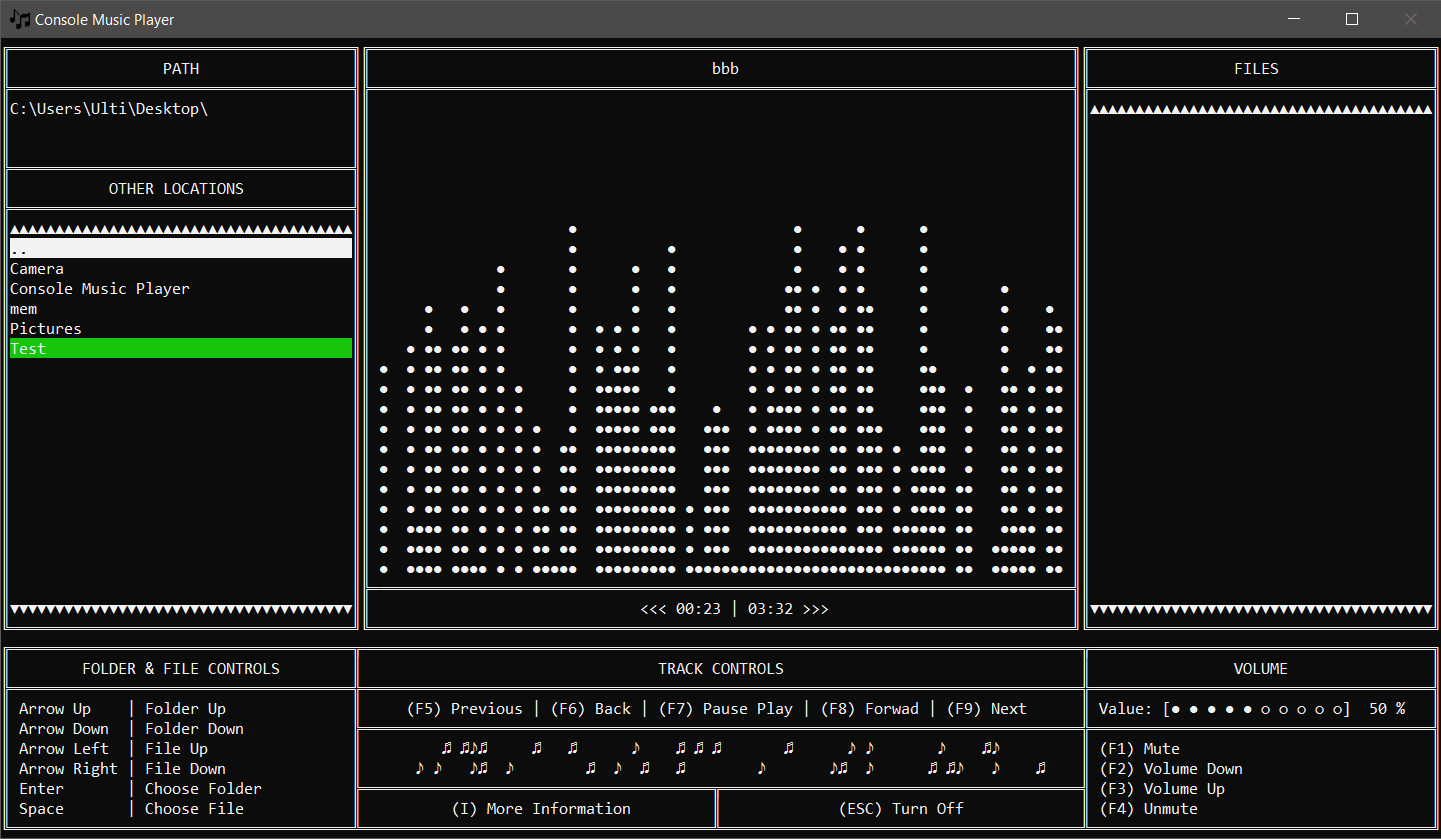 Console Music Player
PATH
C:\Users\Ulti\Desktop\
OTHER LOCATIONS
..
Camera
Console Music Player
mem
Pictures
Test
bbb
<<< 00:23 | 03:32 >>>
FILES
FOLDER & FILE CONTROLS
Arrow Up | Folder Up
Arrow Down | Folder Down
Arrow Left | File Up
Arrow Right | File Down
Enter | Choose Folder
Space | Choose File
TRACK CONTROLS
(F5) Previous | (F6) Back | (F7) Pause Play | (F8) Forwad | (F9) Next
(I) More Information
(ESC) Turn Off
VOLUME
Value: [● ● ● ● ● ○ ○ ○ ○ ○] 50 %
(F1) Mute
(F2) Volume Down
(F3) Volume Up
(F4) Unmute